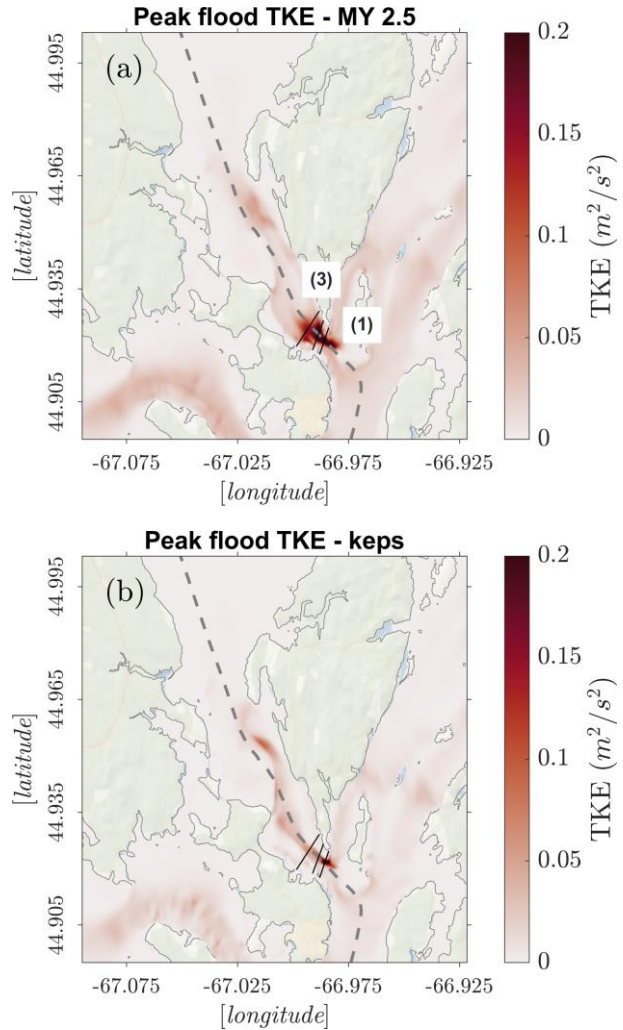 Peak flood TKE - MY 2.5
(a)
44.995
44.965
44.935
44.905
[latitude]
(3)
(1)
-67.075 -67.025 -66.975 -66.925
[longitude]
0.2
0.15
0.1
0.05
0
TKE (m²/s²)
Peak flood TKE - keps
(b)
44.995
44.965
44.935
44.905
[latitude]
-67.075 -67.025 -66.975 -66.925
[longitude]
0.2
0.15
0.1
0.05
0
TKE (m²/s²)